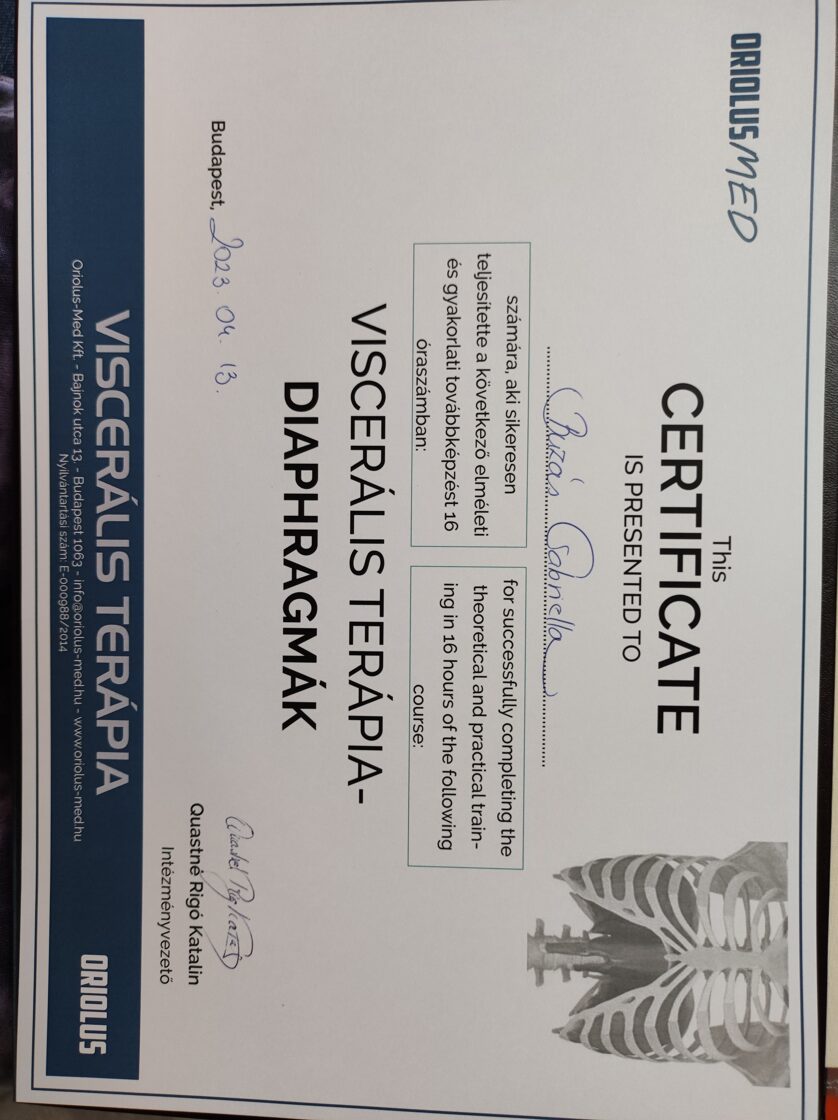 ORIOLUSMED
This
CERTIFICATE
IS PRESENTED TO
Buzás Gabriella
számára, aki sikeresen
teljesítette a következő elméleti
és gyakorlati továbbképzést 16
óraszámban:
for successfully completing the
theoretical and practical train-
ing in 16 hours of the following
course:
VISCERÁLIS TERÁPIA-
DIAPHRAGMÁK
Budapest, 2023. 04. 13.
Quastné Rigó Katalin
Intézményvezető
VISCERÁLIS TERÁPIA
Oriolus-Med Kft. - Bajnok utca 13. - Budapest 1063 - info@oriolus-med.hu - www.oriolus-med.hu
Nyilvántartási szám: E-000988/2014
ORIOLUS